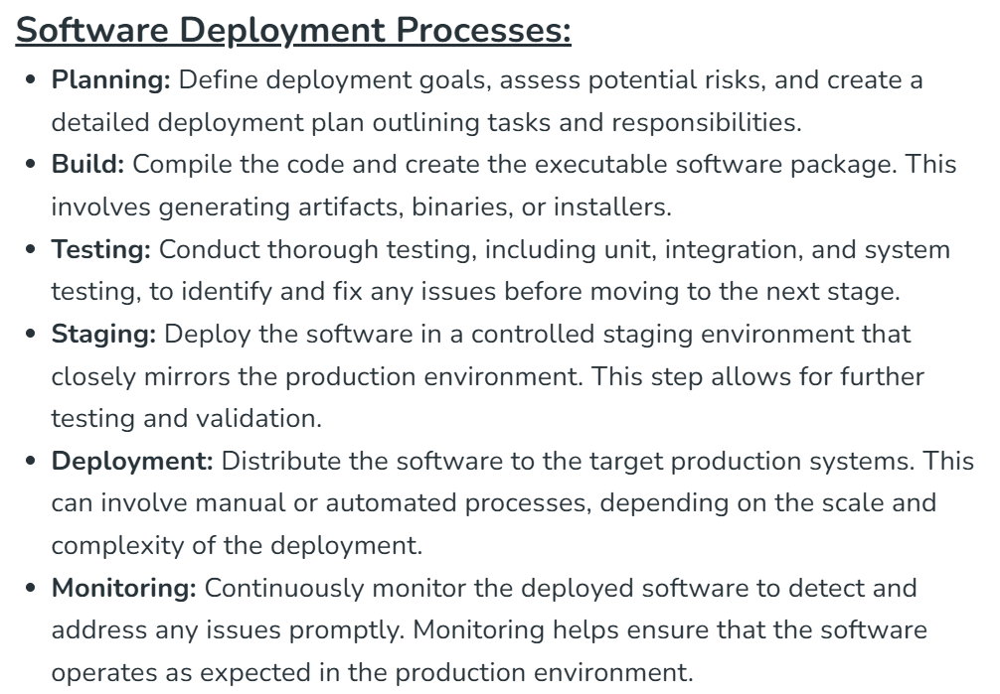 Software Deployment Processes:
• Planning: Define deployment goals, assess potential risks, and create a
detailed deployment plan outlining tasks and responsibilities.
• Build: Compile the code and create the executable software package. This
involves generating artifacts, binaries, or installers.
• Testing: Conduct thorough testing, including unit, integration, and system
testing, to identify and fix any issues before moving to the next stage.
• Staging: Deploy the software in a controlled staging environment that
closely mirrors the production environment. This step allows for further
testing and validation.
• Deployment: Distribute the software to the target production systems. This
can involve manual or automated processes, depending on the scale and
complexity of the deployment.
• Monitoring: Continuously monitor the deployed software to detect and
address any issues promptly. Monitoring helps ensure that the software
operates as expected in the production environment.